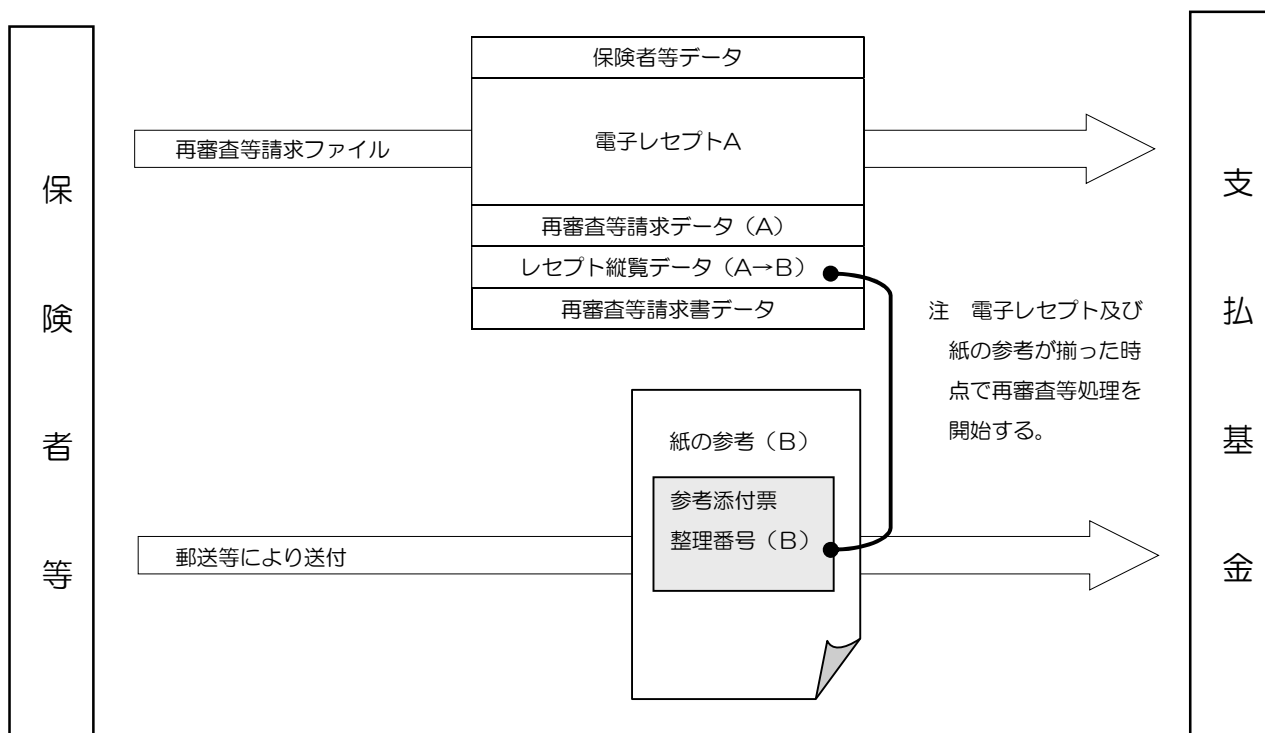 保険者等
再審査等請求ファイル
保険者等データ
電子レセプトA
再審査等請求データ（A）
レセプト縦覧データ（A→B）
再審査等請求書データ
注　電子レセプト及び
紙の参考が揃った時
点で再審査等処理を
開始する。
郵送等により送付
紙の参考（B）
参考添付票
整理番号（B）
支払基金